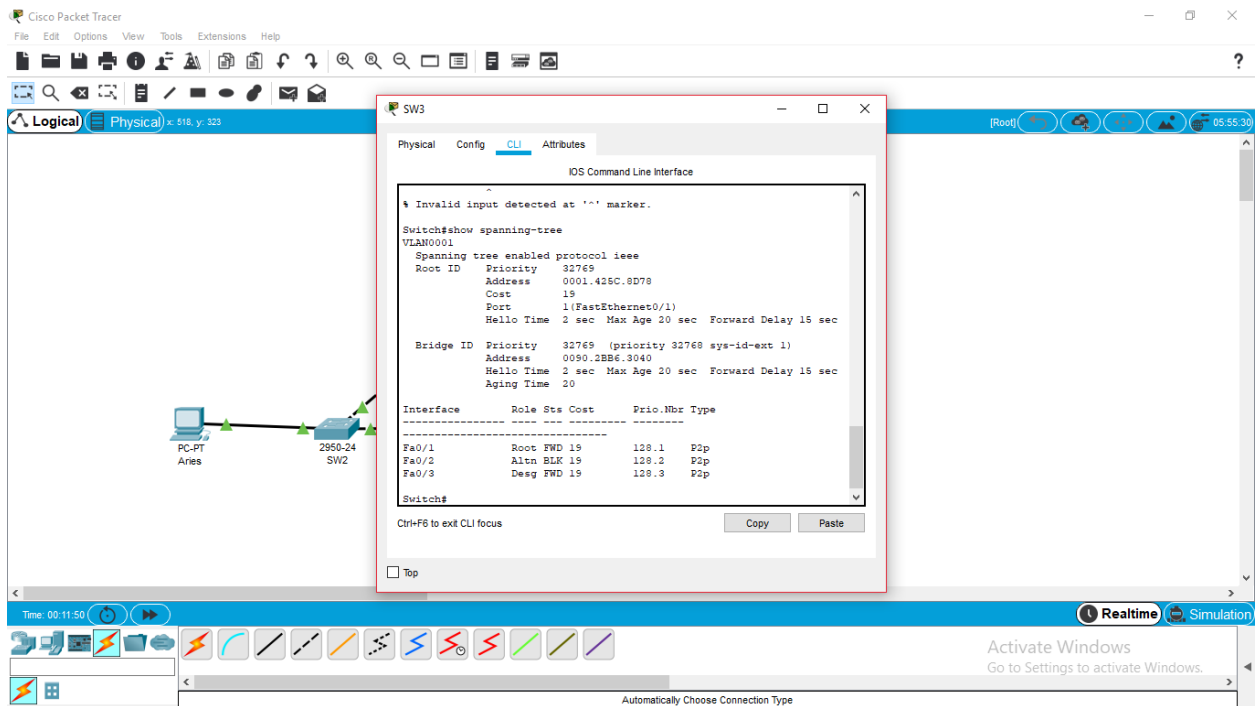 Cisco Packet Tracer
File Edit Options View Tools Extensions Help
Logical Physical x: 518, y: 323 [Root] 05:55:30
SW3
Physical Config CLI Attributes
IOS Command Line Interface
^
% Invalid input detected at '^' marker.
Switch#show spanning-tree
VLAN0001
Spanning tree enabled protocol ieee
Root ID Priority 32769
Address 0001.425C.8D78
Cost 19
Port 1(FastEthernet0/1)
Hello Time 2 sec Max Age 20 sec Forward Delay 15 sec
Bridge ID Priority 32769 (priority 32768 sys-id-ext 1)
Address 0090.2BB6.3040
Hello Time 2 sec Max Age 20 sec Forward Delay 15 sec
Aging Time 20
Interface Role Sts Cost Prio.Nbr Type
---------------- ---- --- --------- --------
--------------------------------
Fa0/1 Root FWD 19 128.1 P2p
Fa0/2 Altn BLK 19 128.2 P2p
Fa0/3 Desg FWD 19 128.3 P2p
Switch#
Ctrl+F6 to exit CLI focus Copy Paste
Top
PC-PT
Aries
2950-24
SW2
Time: 00:11:50 Realtime Simulation
Activate Windows
Go to Settings to activate Windows.
Automatically Choose Connection Type